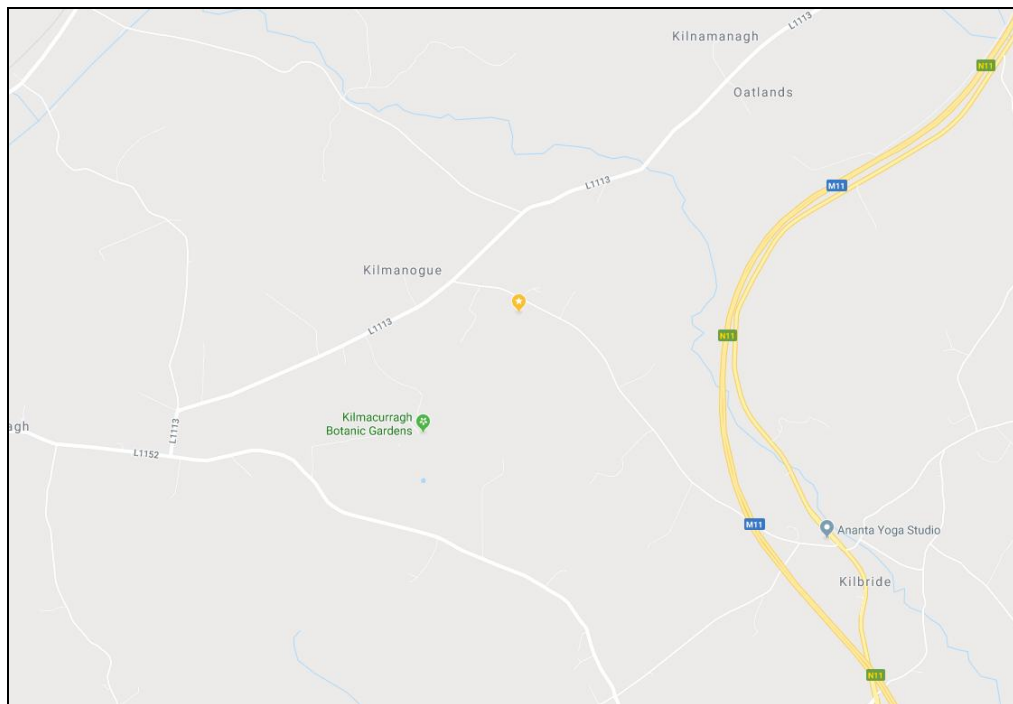 Kilnamanagh
L1113
N11
Oatlands
L1113
M11
Kilmanogue
L1113
N11
Kilmacurragh
Botanic Gardens
agh
L1113
L1152
M11
Ananta Yoga Studio
Kilbride
N11